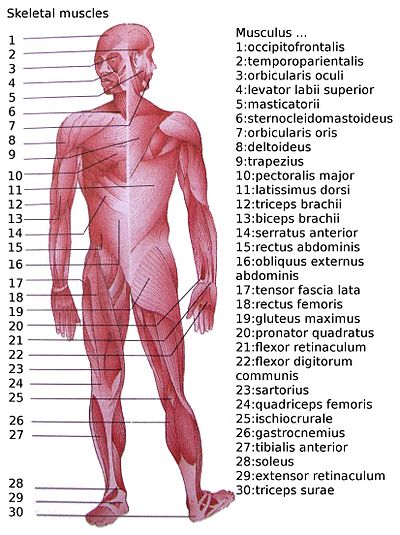 Skeletal muscles
Musculus ...
1:occipitofrontalis
2:temporoparientalis
3:orbicularis oculi
4:levator labii superior
5:masticatorii
6:sternocleidomastoideus
7:orbicularis oris
8:deltoideus
9:trapezius
10:pectoralis major
11:latissimus dorsi
12:triceps brachii
13:biceps brachii
14:serratus anterior
15:rectus abdominis
16:obliquus externus
abdominis
17:tensor fascia lata
18:rectus femoris
19:gluteus maximus
20:pronator quadratus
21:flexor retinaculum
22:flexor digitorum
communis
23:sartorius
24:quadriceps femoris
25:ischiocrurale
26:gastrocnemius
27:tibialis anterior
28:soleus
29:extensor retinaculum
30:triceps surae
1
2
3
4
5
6
7
8
9
10
11
12
13
14
15
16
17
18
19
20
21
22
23
24
25
26
27
28
29
30